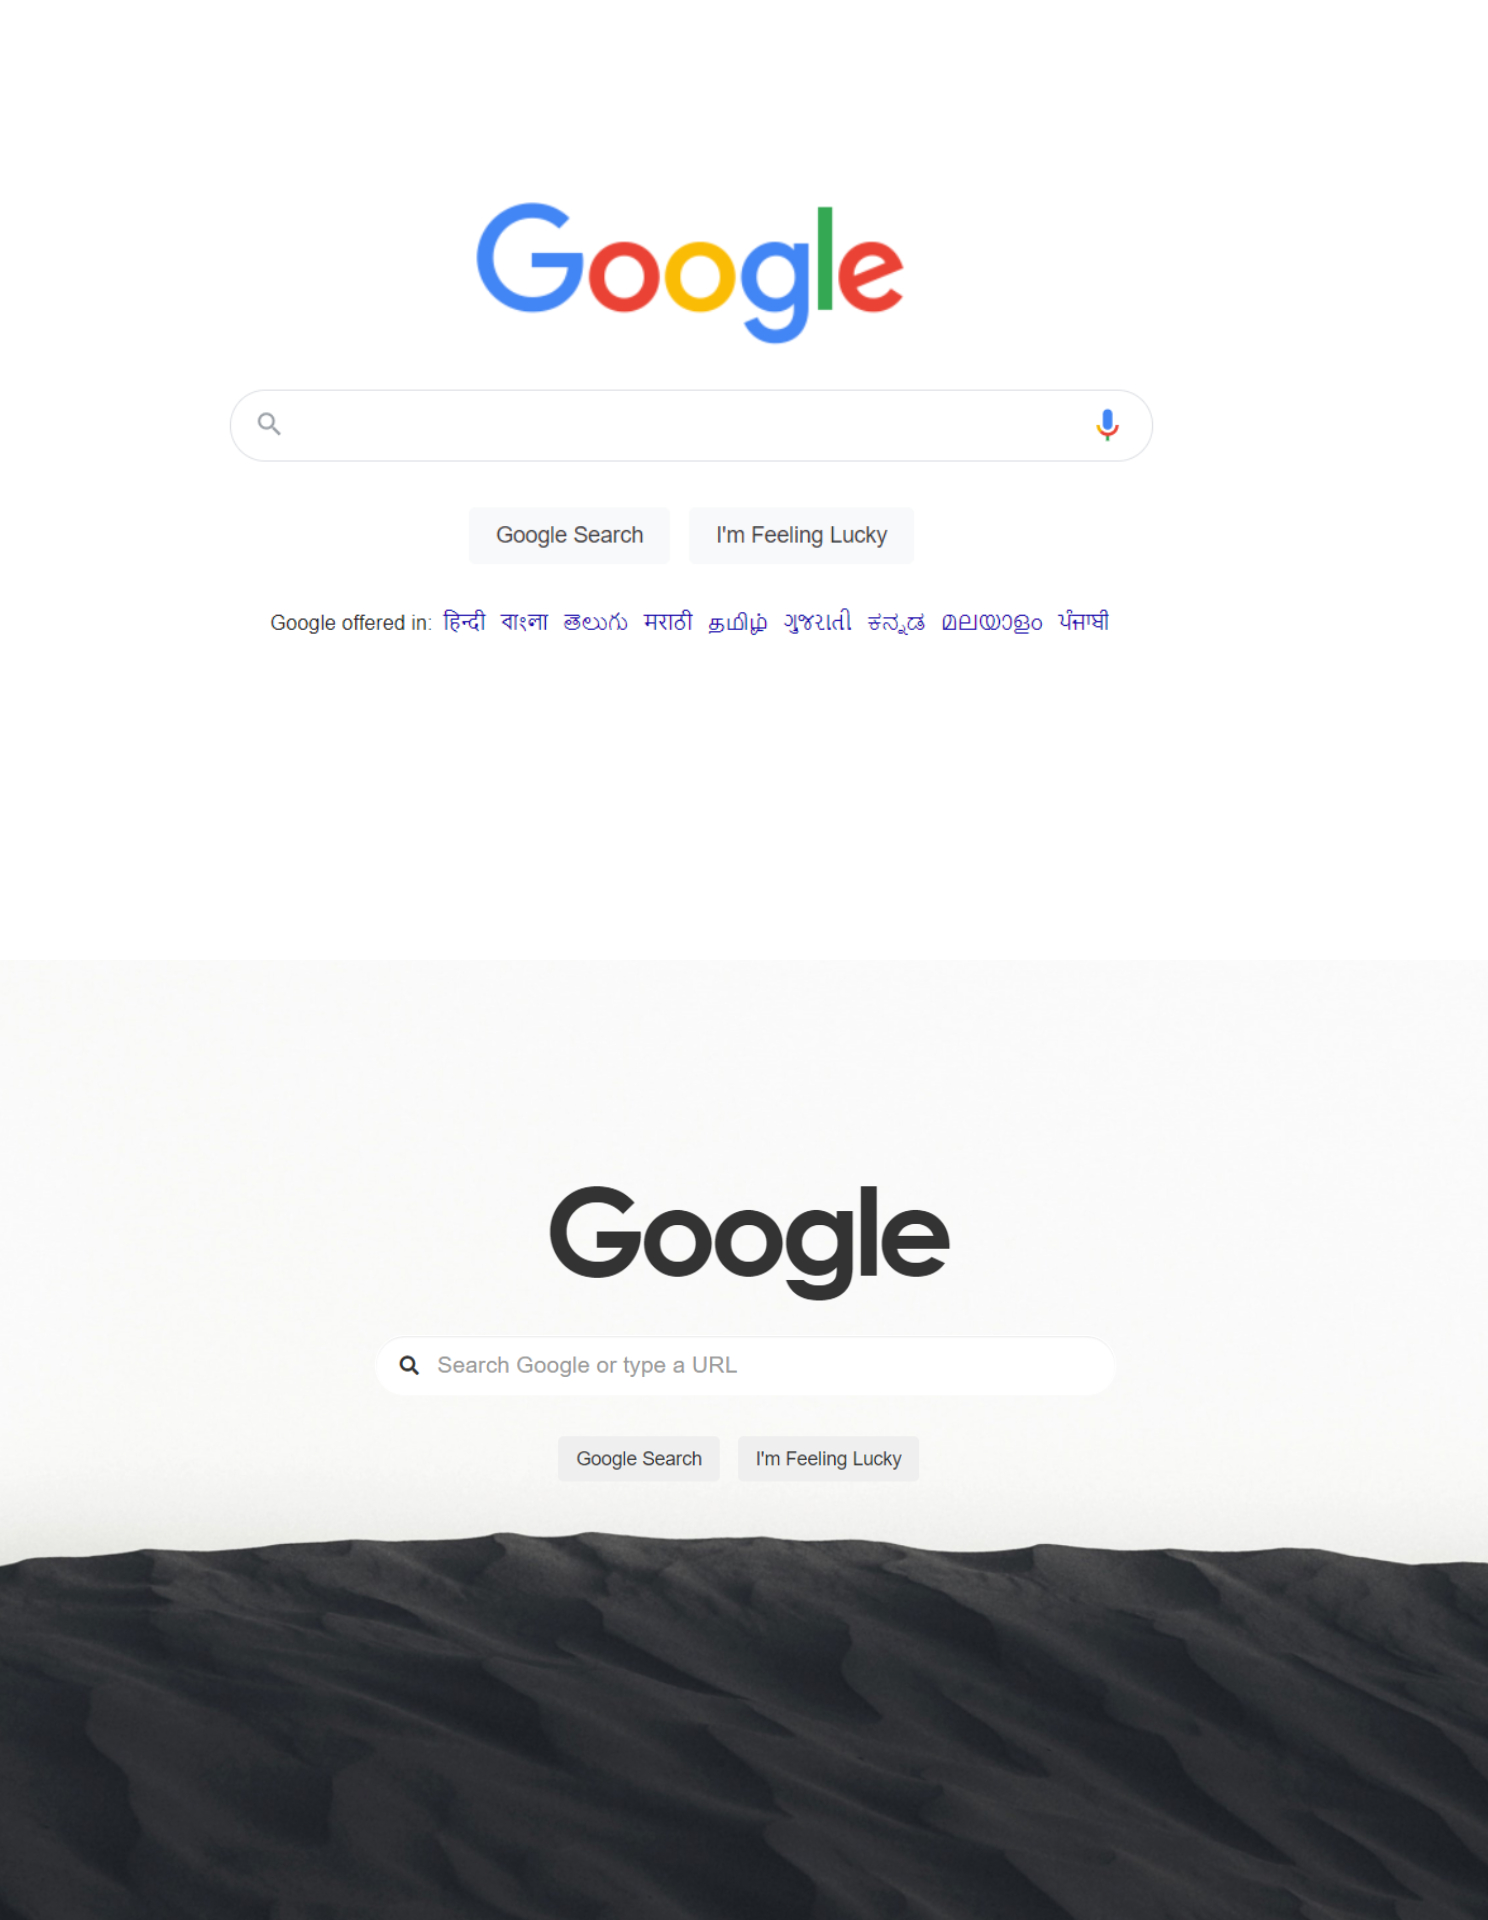 Google
Google Search I'm Feeling Lucky
Google offered in: हिन्दी বাংলা తెలుగు मराठी தமிழ் ગુજરાતી ಕನ್ನಡ മലയാളം ਪੰਜਾਬੀ
Google
Search Google or type a URL
Google Search I'm Feeling Lucky